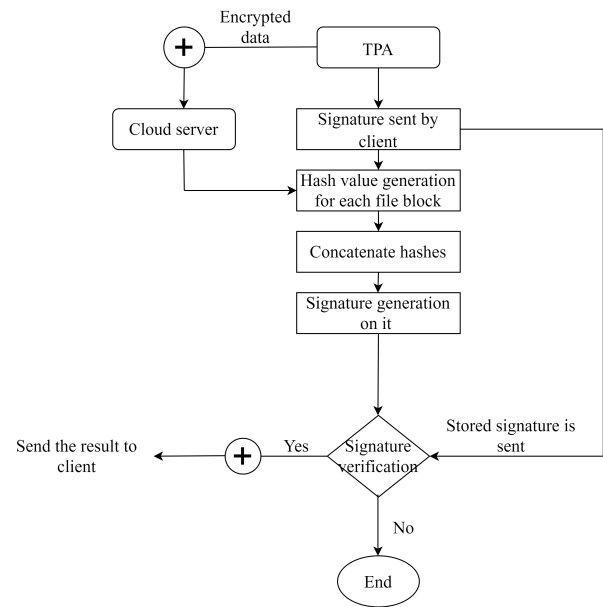 Encrypted
data
TPA
Cloud server
Signature sent by
client
Hash value generation
for each file block
Concatenate hashes
Signature generation
on it
Stored signature is
sent
Signature
verification
Yes
Send the result to
client
No
End